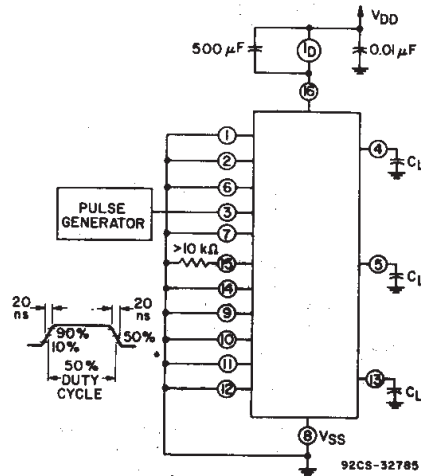 V_DD
500 μF
I_D
0.01 μF
16
1
2
6
3
7
>10 kΩ
15
14
9
10
11
12
PULSE
GENERATOR
4
C_L
5
C_L
13
C_L
20
ns
20
ns
90%
10%
50%
50%
DUTY
CYCLE
8
V_SS
92CS-32785